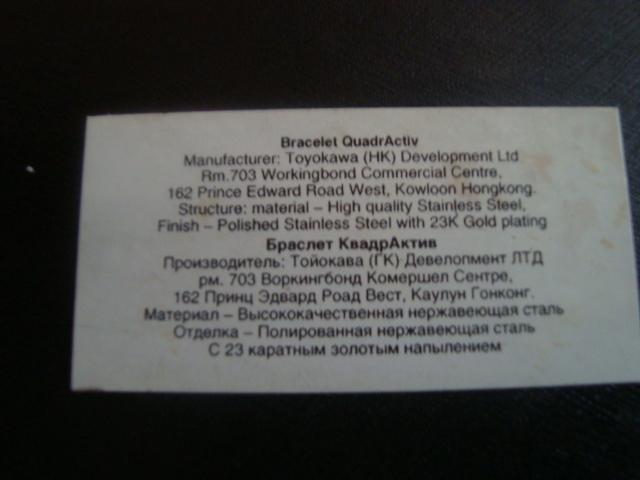 Bracelet QuadrActiv
Manufacturer: Toyokawa (HK) Development Ltd
Rm.703 Workingbond Commercial Centre,
162 Prince Edward Road West, Kowloon Hongkong.
Structure: material – High quality Stainless Steel,
Finish – Polished Stainless Steel with 23K Gold plating
Браслет КвадрАктив
Производитель: Тойокава (ГК) Девелопмент ЛТД
рм. 703 Воркингбонд Комершел Сентре,
162 Принц Эдвард Роад Вест, Каулун Гонконг.
Материал – Высококачественная нержавеющая сталь
Отделка – Полированная нержавеющая сталь
С 23 каратным золотым напылением